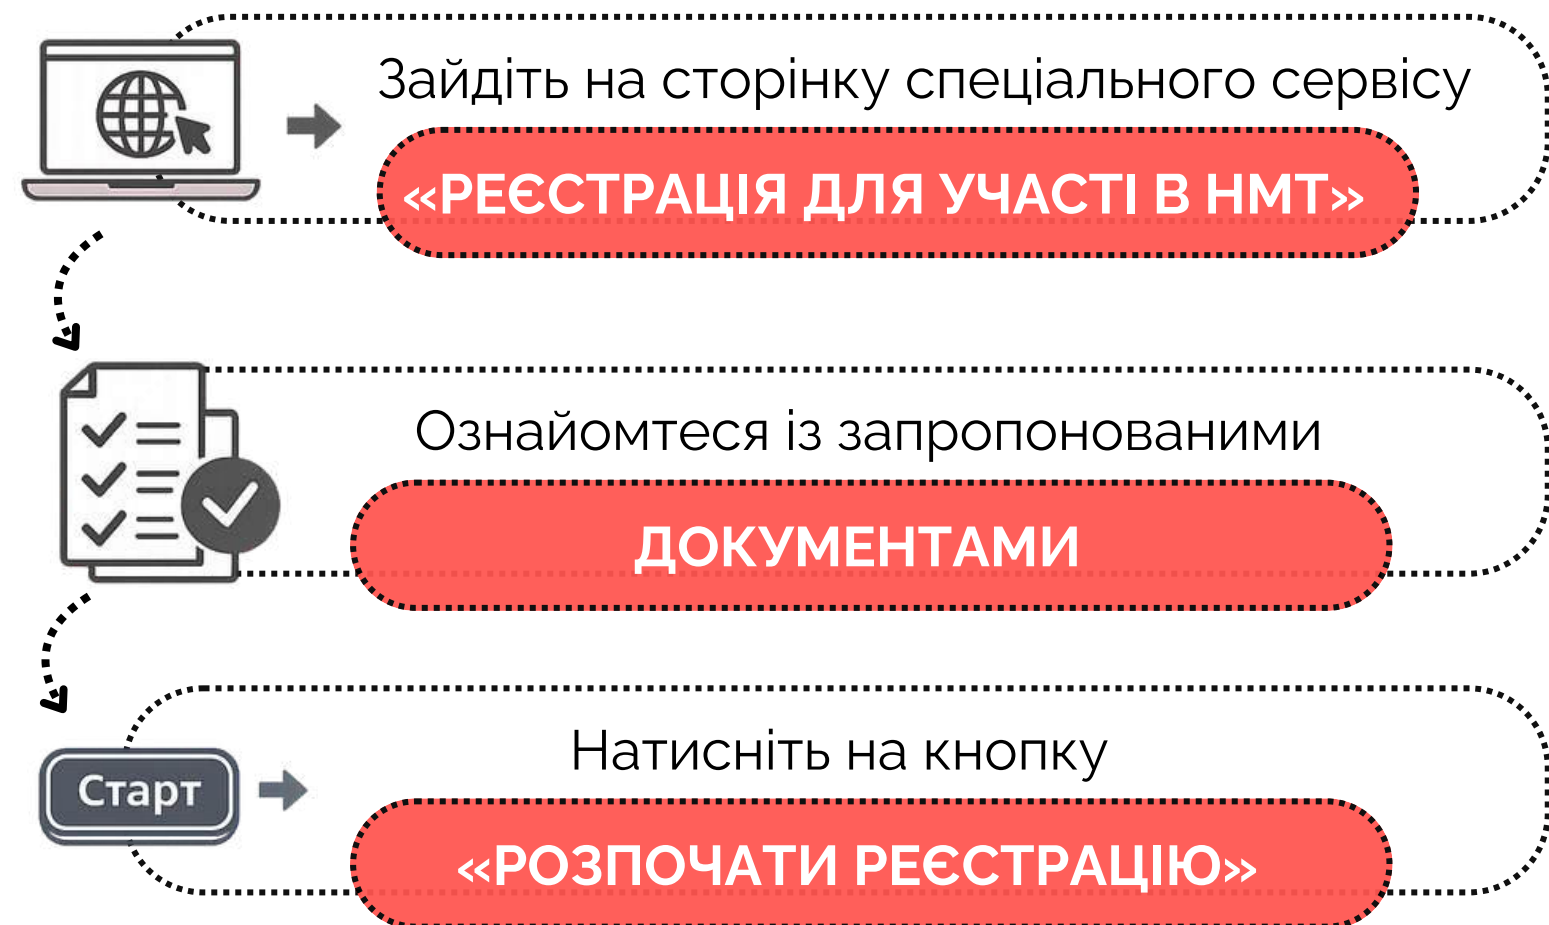 Зайдіть на сторінку спеціального сервісу
«РЕЄСТРАЦІЯ ДЛЯ УЧАСТІ В НМТ»
Ознайомтеся із запропонованими
ДОКУМЕНТАМИ
Натисніть на кнопку
Старт
«РОЗПОЧАТИ РЕЄСТРАЦІЮ»